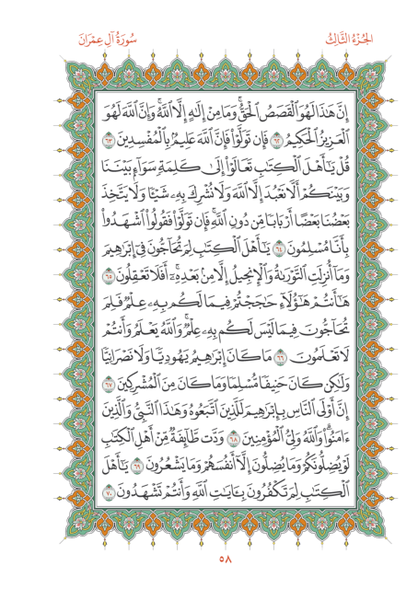 الجُزْءُ الثَّالِثُ
سُورَةُ آلِ عِمْرَانَ
إِنَّ هَٰذَا لَهُوَ ٱلْقَصَصُ ٱلْحَقُّ ۚ وَمَا مِنْ إِلَٰهٍ إِلَّا ٱللَّهُ ۚ وَإِنَّ ٱللَّهَ لَهُوَ
ٱلْعَزِيزُ ٱلْحَكِيمُ ٦٢ فَإِن تَوَلَّوْا۟ فَإِنَّ ٱللَّهَ عَلِيمٌۢ بِٱلْمُفْسِدِينَ ٦٣
قُلْ يَٰٓأَهْلَ ٱلْكِتَٰبِ تَعَالَوْا۟ إِلَىٰ كَلِمَةٍ سَوَآءٍۭ بَيْنَنَا
وَبَيْنَكُمْ أَلَّا نَعْبُدَ إِلَّا ٱللَّهَ وَلَا نُشْرِكَ بِهِۦ شَيْـًٔا وَلَا يَتَّخِذَ
بَعْضُنَا بَعْضًا أَرْبَابًا مِّن دُونِ ٱللَّهِ ۚ فَإِن تَوَلَّوْا۟ فَقُولُوا۟ ٱشْهَدُوا۟
بِأَنَّا مُسْلِمُونَ ٦٤ يَٰٓأَهْلَ ٱلْكِتَٰبِ لِمَ تُحَآجُّونَ فِىٓ إِبْرَٰهِيمَ
وَمَآ أُنزِلَتِ ٱلتَّوْرَىٰةُ وَٱلْإِنجِيلُ إِلَّا مِنۢ بَعْدِهِۦٓ ۚ أَفَلَا تَعْقِلُونَ ٦٥
هَٰٓأَنتُمْ هَٰٓؤُلَآءِ حَٰجَجْتُمْ فِيمَا لَكُم بِهِۦ عِلْمٌ فَلِمَ
تُحَآجُّونَ فِيمَا لَيْسَ لَكُم بِهِۦ عِلْمٌ ۚ وَٱللَّهُ يَعْلَمُ وَأَنتُمْ
لَا تَعْلَمُونَ ٦٦ مَا كَانَ إِبْرَٰهِيمُ يَهُودِيًّا وَلَا نَصْرَانِيًّا
وَلَٰكِن كَانَ حَنِيفًا مُّسْلِمًا وَمَا كَانَ مِنَ ٱلْمُشْرِكِينَ ٦٧
إِنَّ أَوْلَى ٱلنَّاسِ بِإِبْرَٰهِيمَ لَلَّذِينَ ٱتَّبَعُوهُ وَهَٰذَا ٱلنَّبِىُّ وَٱلَّذِينَ
ءَامَنُوا۟ ۗ وَٱللَّهُ وَلِىُّ ٱلْمُؤْمِنِينَ ٦٨ وَدَّت طَّآئِفَةٌ مِّنْ أَهْلِ ٱلْكِتَٰبِ
لَوْ يُضِلُّونَكُمْ وَمَا يُضِلُّونَ إِلَّآ أَنفُسَهُمْ وَمَا يَشْعُرُونَ ٦٩ يَٰٓأَهْلَ
ٱلْكِتَٰبِ لِمَ تَكْفُرُونَ بِـَٔايَٰتِ ٱللَّهِ وَأَنتُمْ تَشْهَدُونَ ٧٠
٥٨